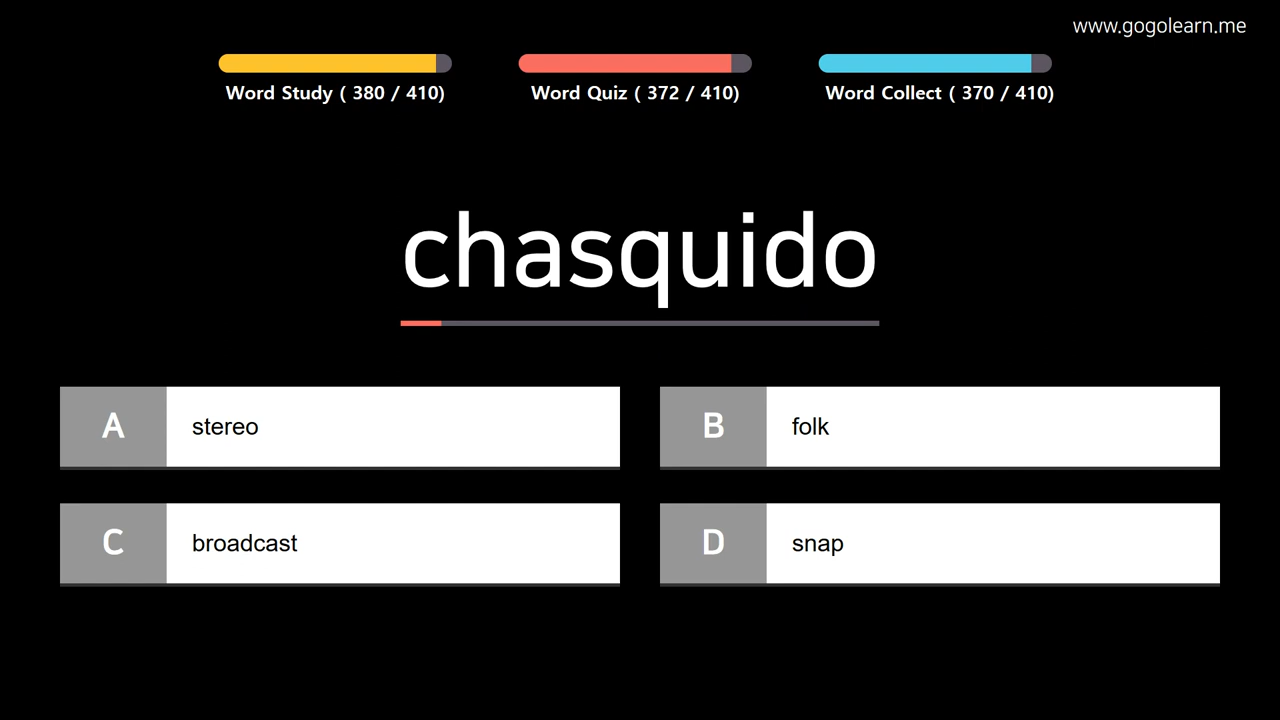 www.gogolearn.me
Word Study ( 380 / 410)
Word Quiz ( 372 / 410)
Word Collect ( 370 / 410)
chasquido
A stereo
B folk
C broadcast
D snap